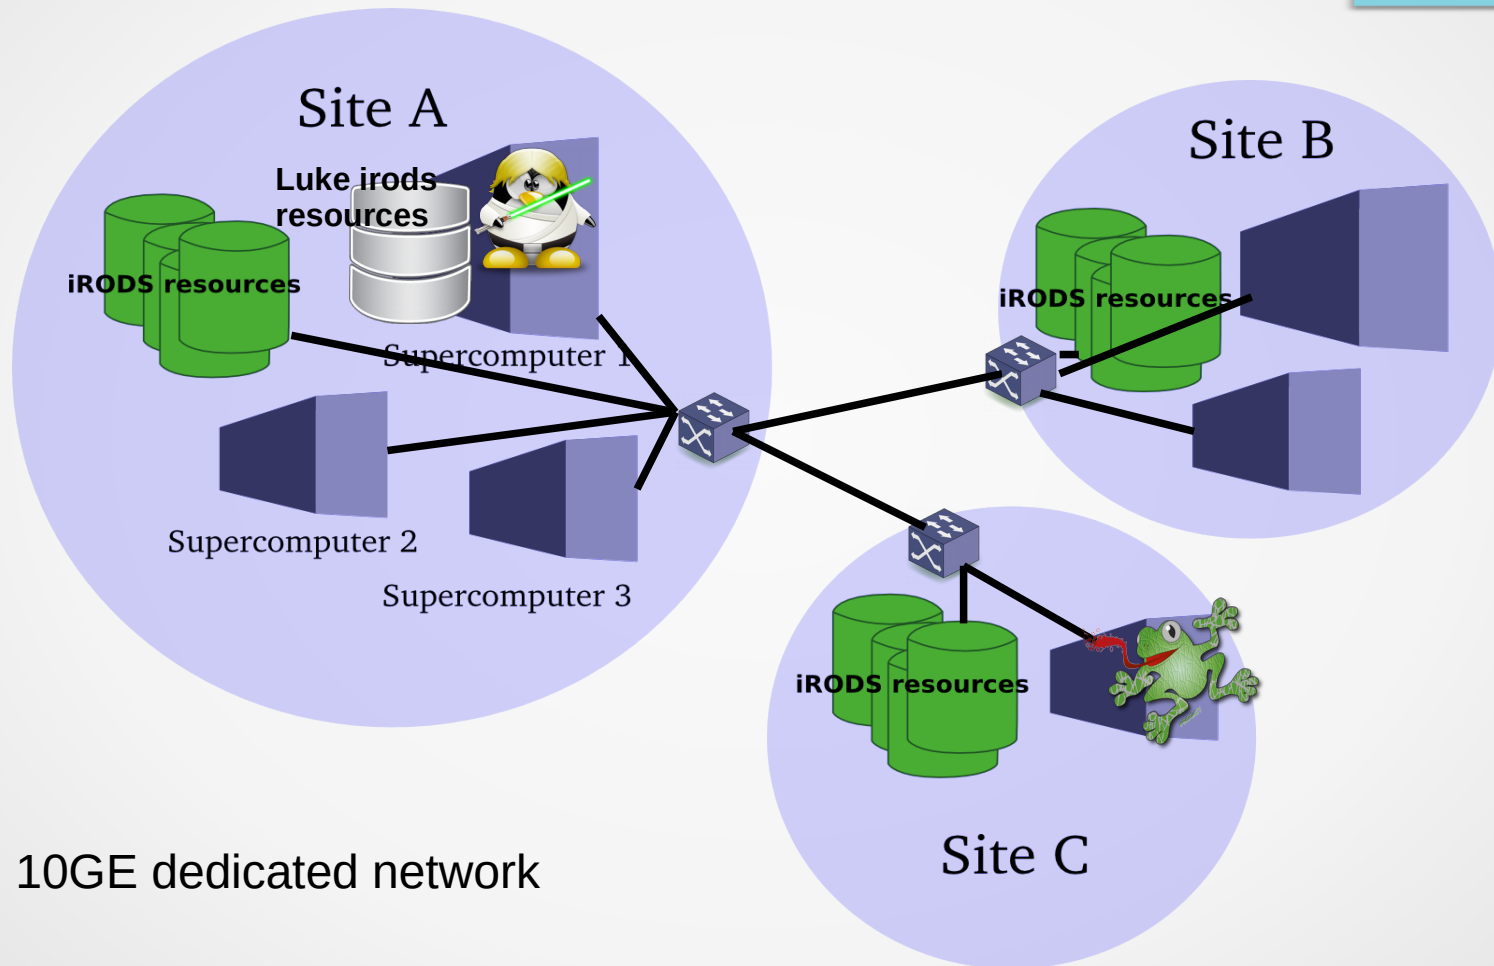 Site A
Luke irods
resources
iRODS resources
Supercomputer 1
Supercomputer 2
Supercomputer 3
Site B
iRODS resources
iRODS resources
Site C
10GE dedicated network